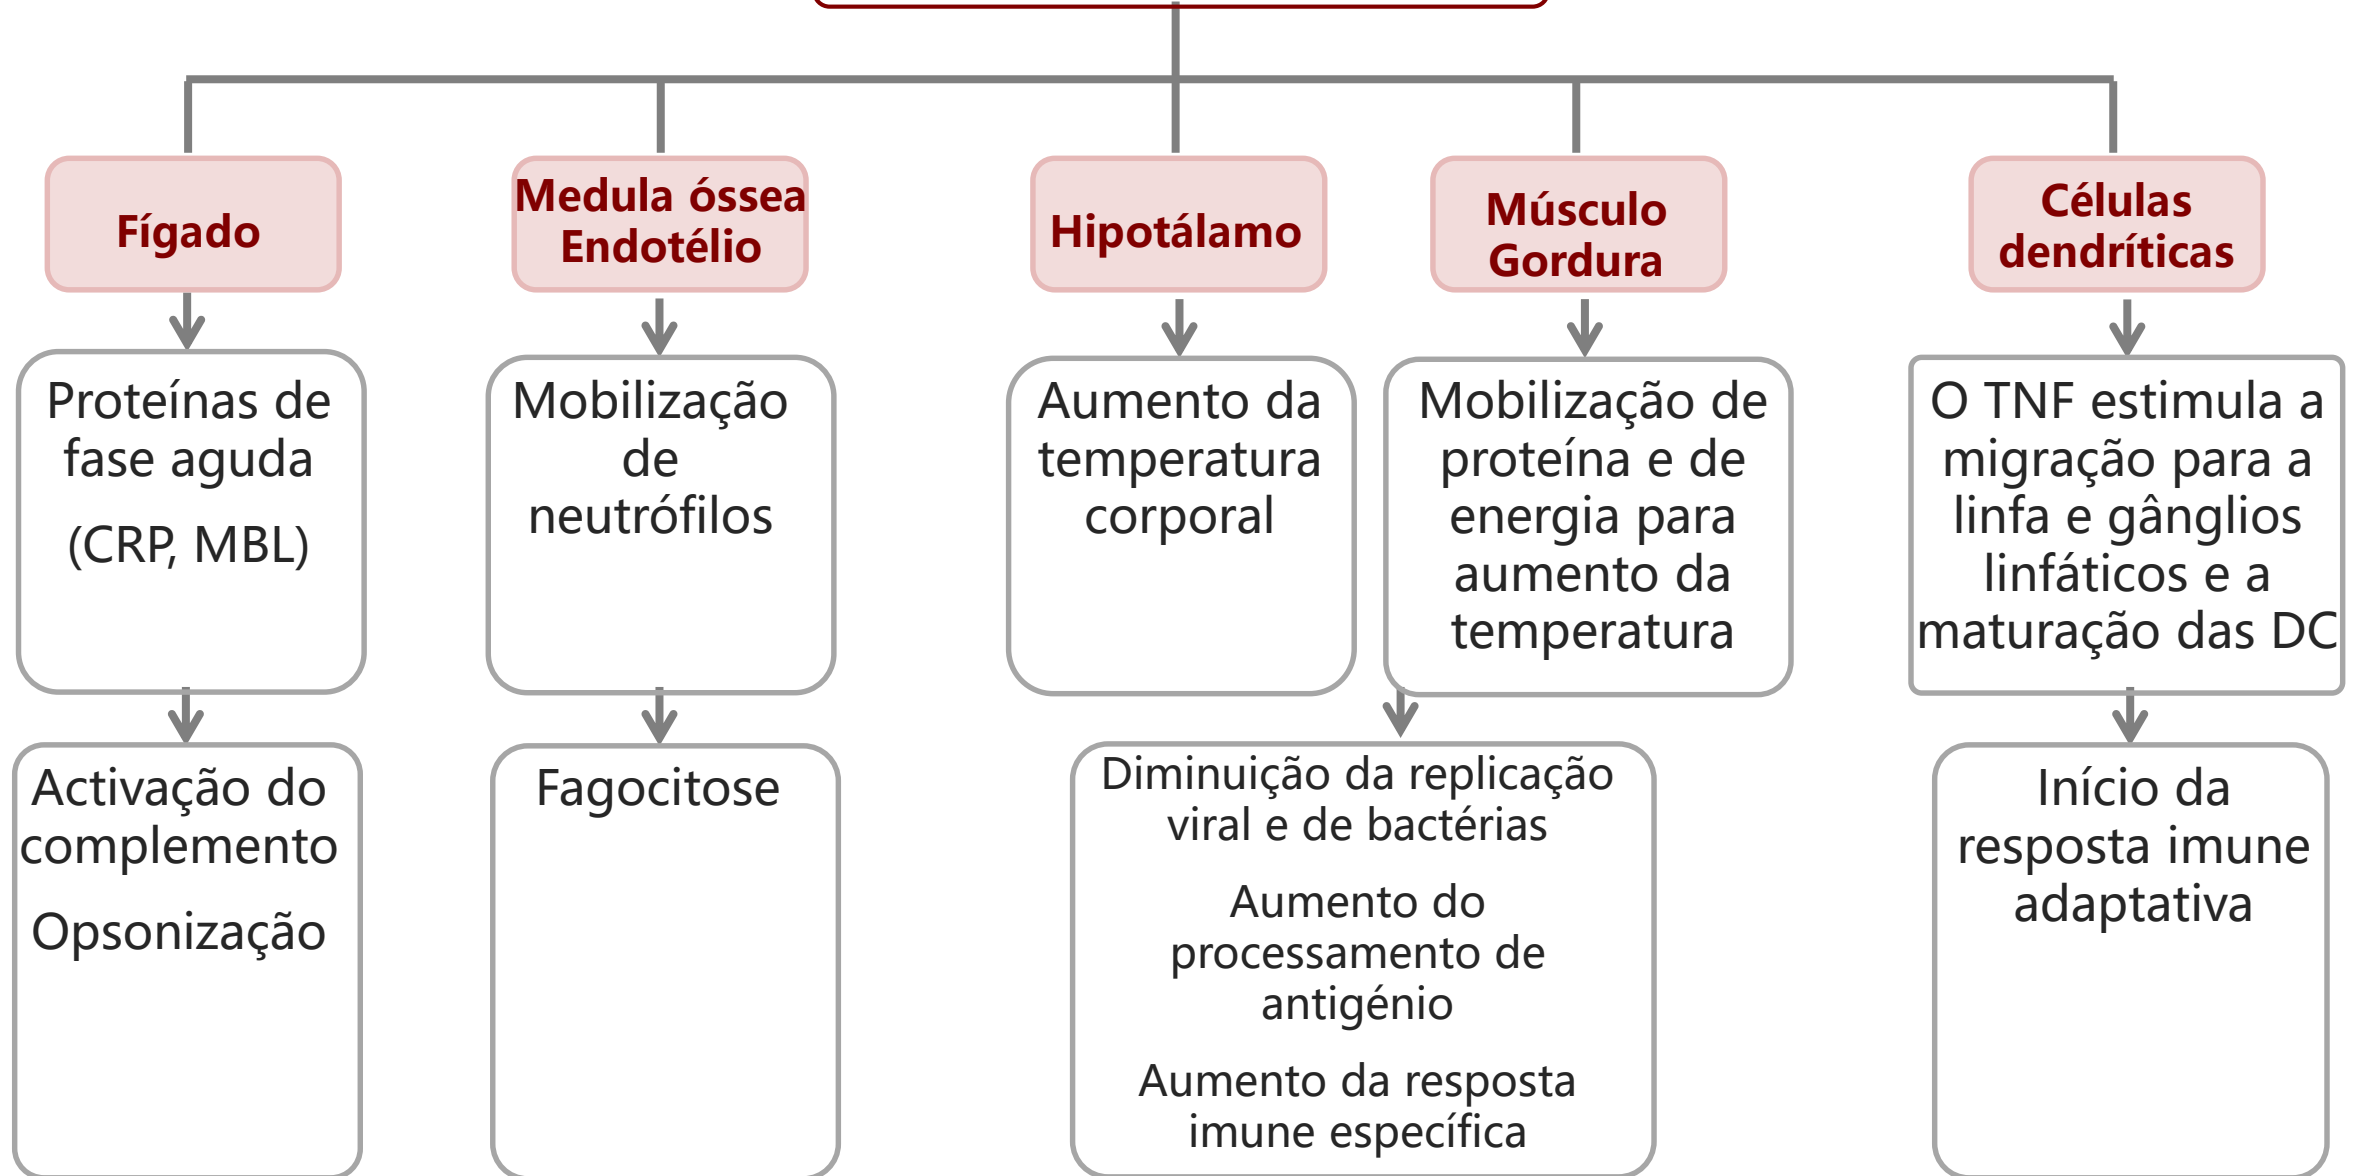 Fígado
Medula óssea
Endotélio
Hipotálamo
Músculo
Gordura
Células
dendríticas
Proteínas de
fase aguda
(CRP, MBL)
Mobilização
de
neutrófilos
Aumento da
temperatura
corporal
Mobilização de
proteína e de
energia para
aumento da
temperatura
O TNF estimula a
migração para a
linfa e gânglios
linfáticos e a
maturação das DC
Activação do
complemento
Opsonização
Fagocitose
Diminuição da replicação
viral e de bactérias
Aumento do
processamento de
antigénio
Aumento da resposta
imune específica
Início da
resposta imune
adaptativa